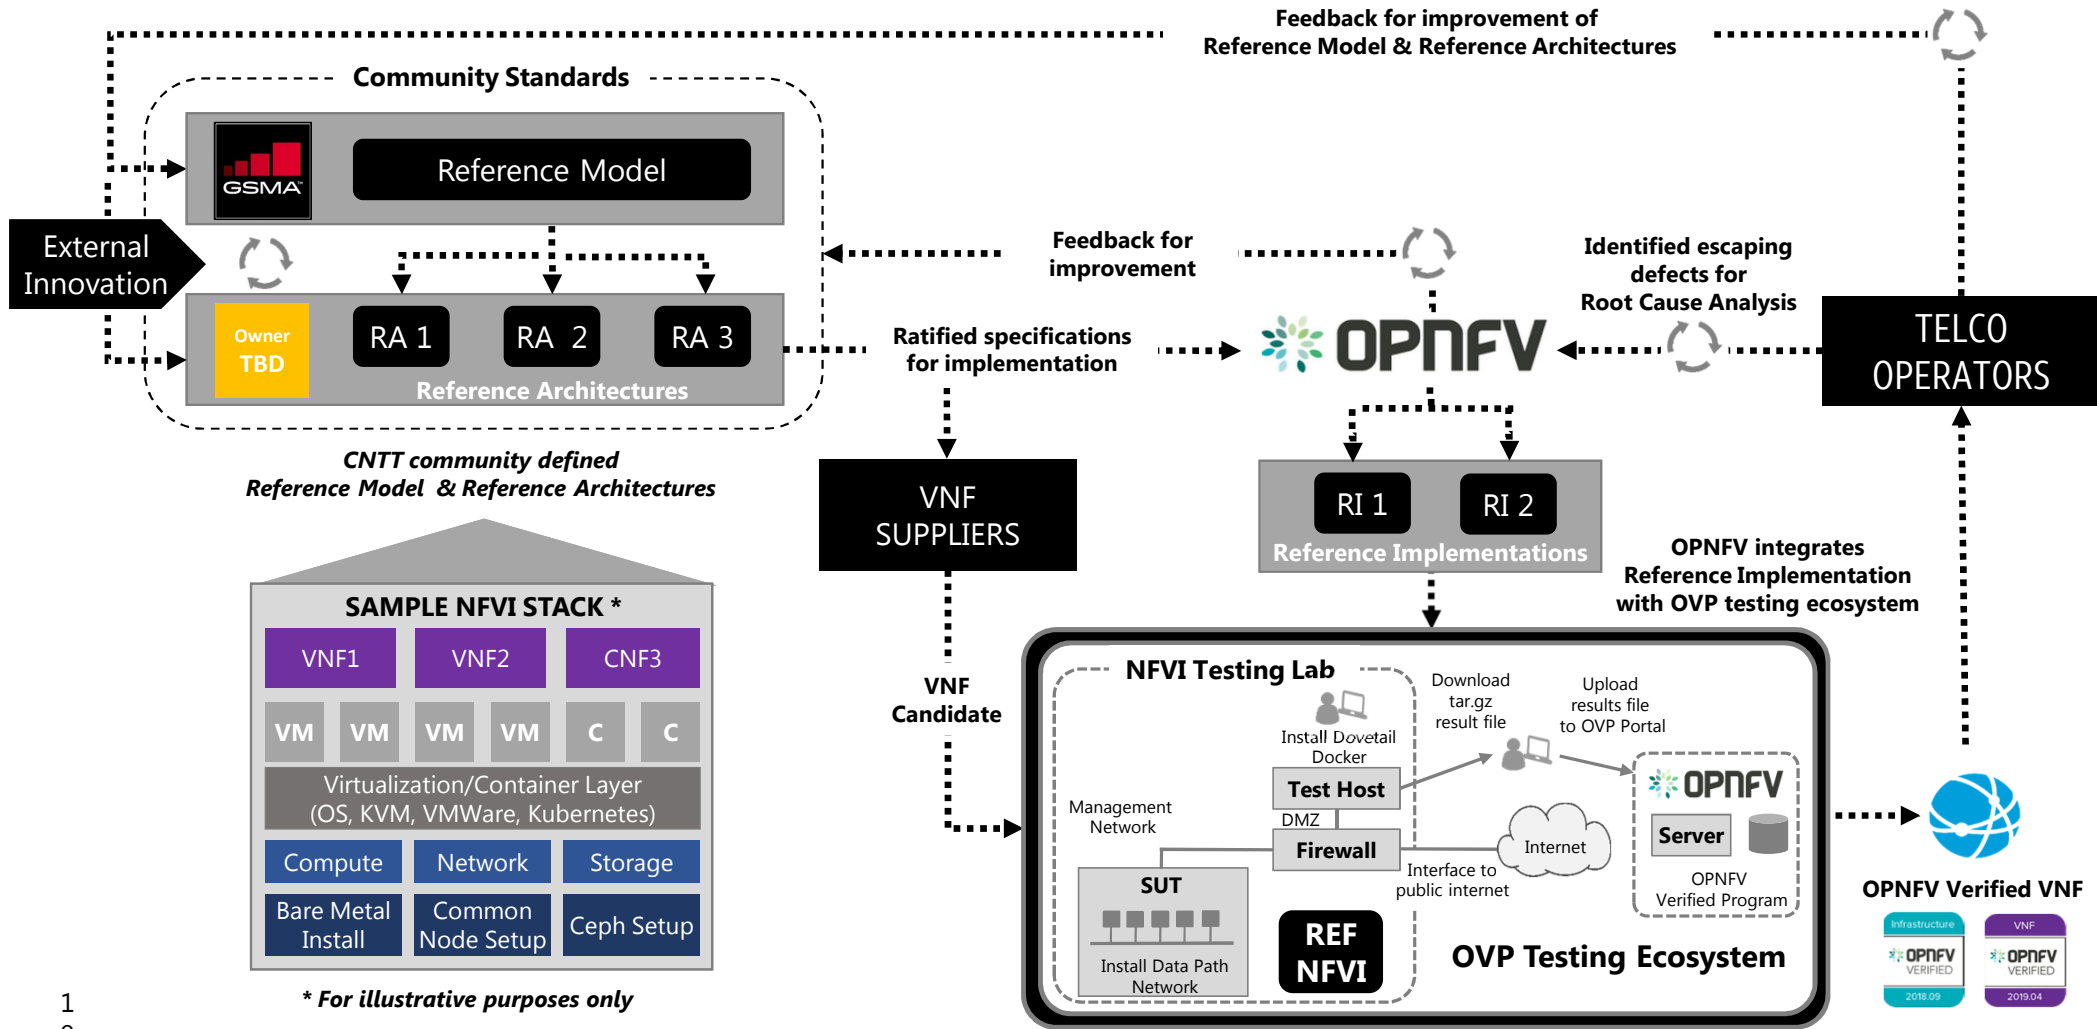 Feedback for improvement of
Reference Model & Reference Architectures
Community Standards
GSMA™
Reference Model
External
Innovation
Owner
TBD
RA 1
RA 2
RA 3
Reference Architectures
CNTT community defined
Reference Model & Reference Architectures
Feedback for
improvement
Ratified specifications
for implementation
OPNFV
Identified escaping
defects for
Root Cause Analysis
TELCO
OPERATORS
VNF
SUPPLIERS
RI 1
RI 2
Reference Implementations
OPNFV integrates
Reference Implementation
with OVP testing ecosystem
SAMPLE NFVI STACK *
VNF1
VNF2
CNF3
VM
VM
VM
VM
C
C
Virtualization/Container Layer
(OS, KVM, VMWare, Kubernetes)
Compute
Network
Storage
Bare Metal
Install
Common
Node Setup
Ceph Setup
* For illustrative purposes only
VNF
Candidate
NFVI Testing Lab
Install Dovetail
Docker
Test Host
DMZ
Firewall
Management
Network
SUT
Install Data Path
Network
REF
NFVI
Download
tar.gz
result file
Upload
results file
to OVP Portal
Internet
Interface to
public internet
OPNFV
Server
OPNFV
Verified Program
OVP Testing Ecosystem
OPNFV Verified VNF
Infrastructure
OPNFV
VERIFIED
2018.09
VNF
OPNFV
VERIFIED
2019.04
1